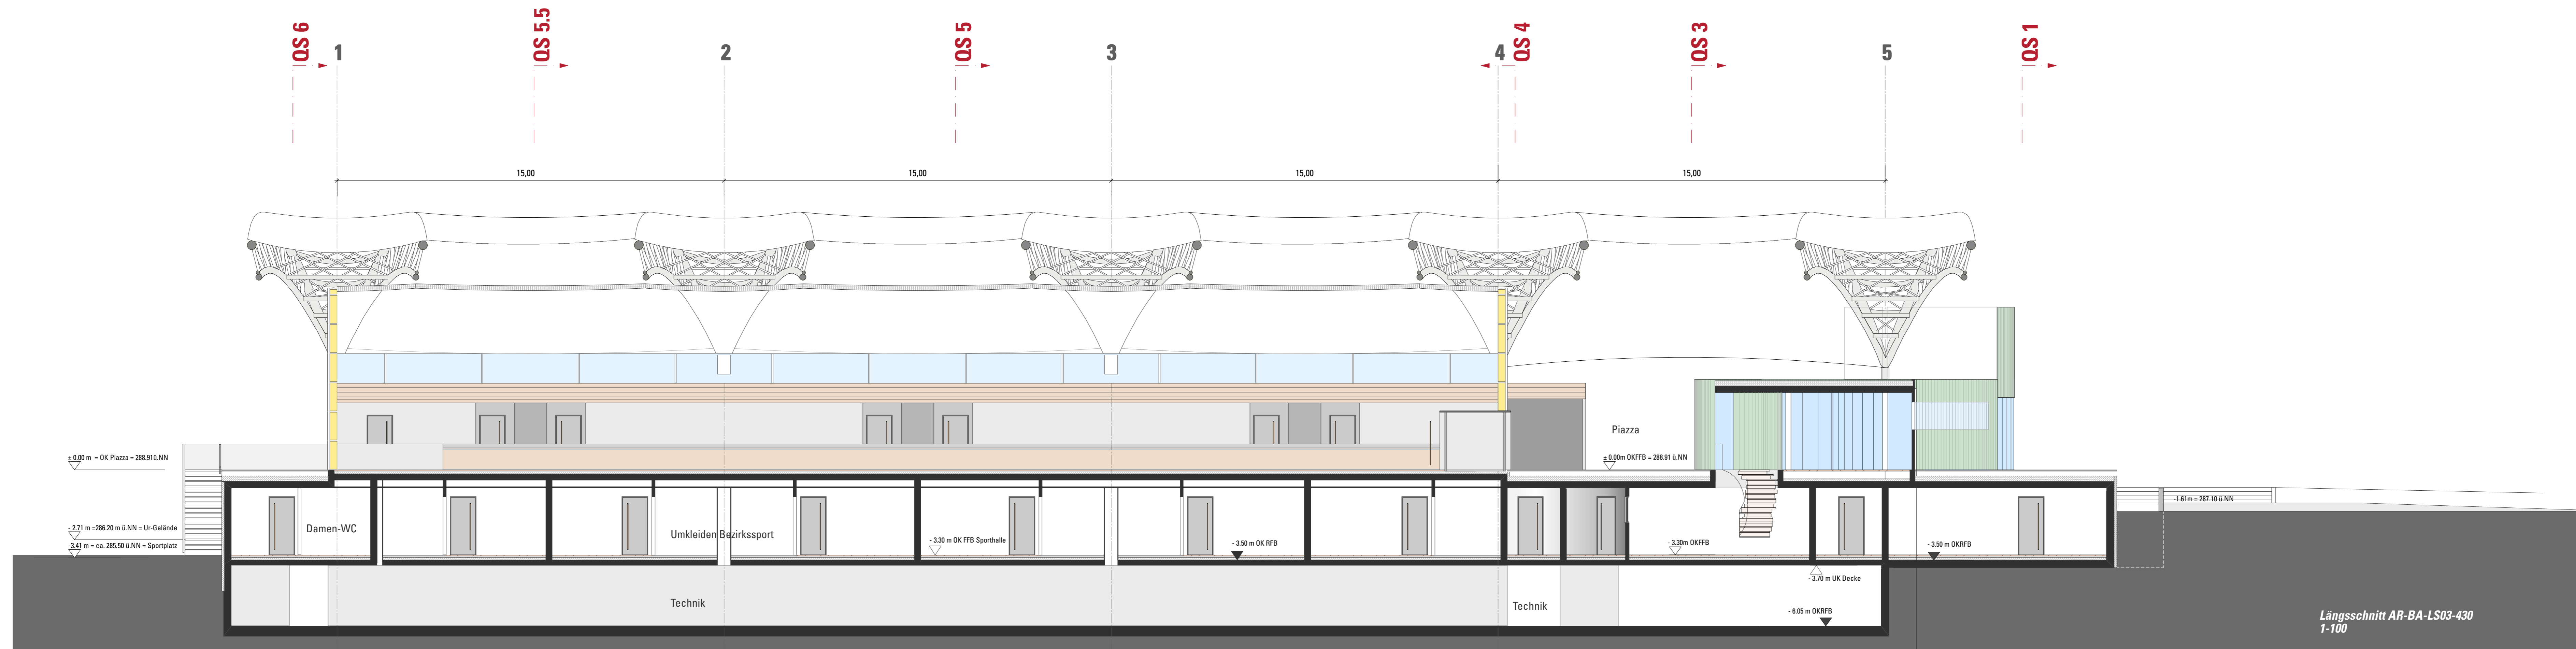 QS 6
1
QS 5.5
2
QS 5
3
4
QS 4
QS 3
5
QS 1
15,00
15,00
15,00
15,00
Piazza
± 0.00 m = OK Piazza = 288.91ü.NN
± 0.00m OKFFB = 288.91 ü.NN
-1.61m = 287.10 ü.NN
- 2.71 m =286.20 m ü.NN = Ur-Gelände
-3.41 m = ca. 285.50 ü.NN = Sportplatz
Damen-WC
Umkleiden Bezirkssport
- 3.30 m OK FFB Sporthalle
- 3.50 m OK RFB
- 3.30m OKFFB
- 3.50 m OKRFB
- 3.70 m UK Decke
Technik
Technik
- 6.05 m OKRFB
Längsschnitt AR-BA-LS03-430
1-100